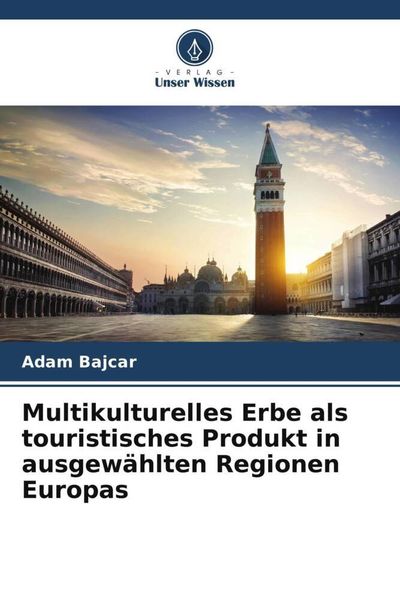 - VERLAG -
Unser Wissen
Adam Bajcar
Multikulturelles Erbe als
touristisches Produkt in
ausgewählten Regionen
Europas